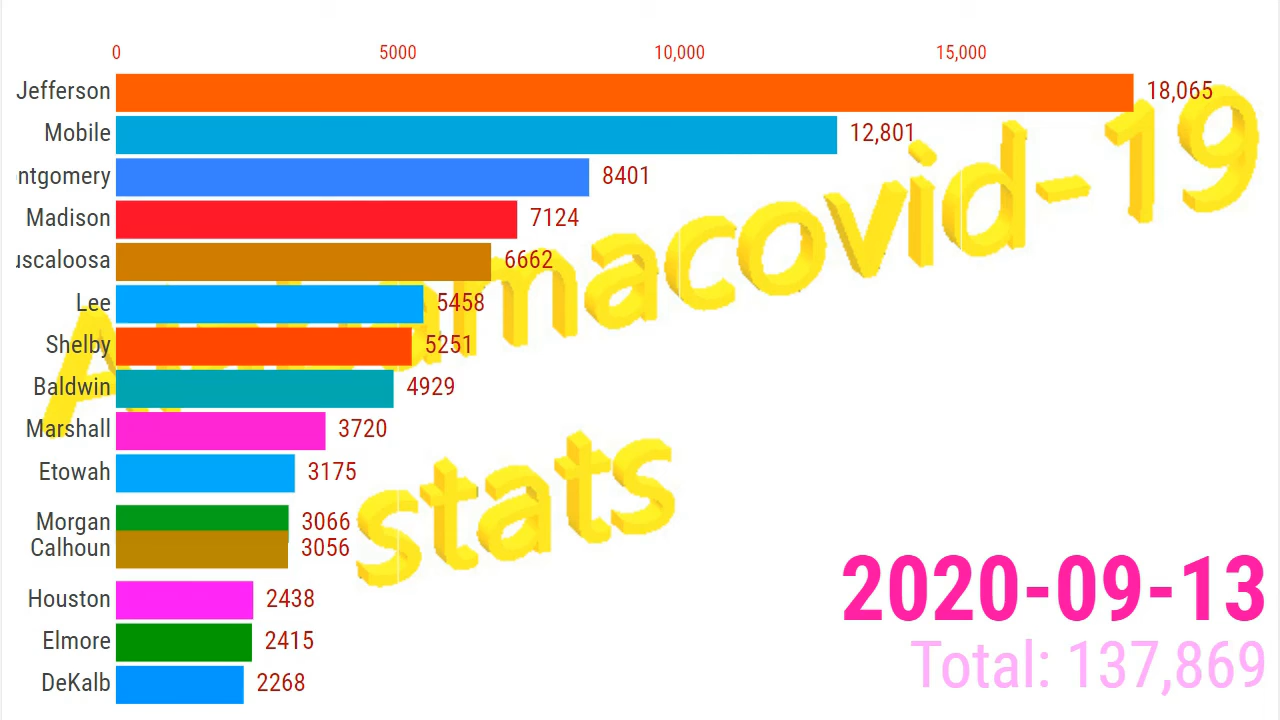 0 5000 10,000 15,000
Jefferson 18,065
Mobile 12,801
ntgomery 8401
Madison 7124
uscaloosa 6662
Lee 5458
Shelby 5251
Baldwin 4929
Marshall 3720
Etowah 3175
Morgan 3066
Calhoun 3056
Houston 2438
Elmore 2415
DeKalb 2268
Alabamacovid-19
stats
2020-09-13
Total: 137,869